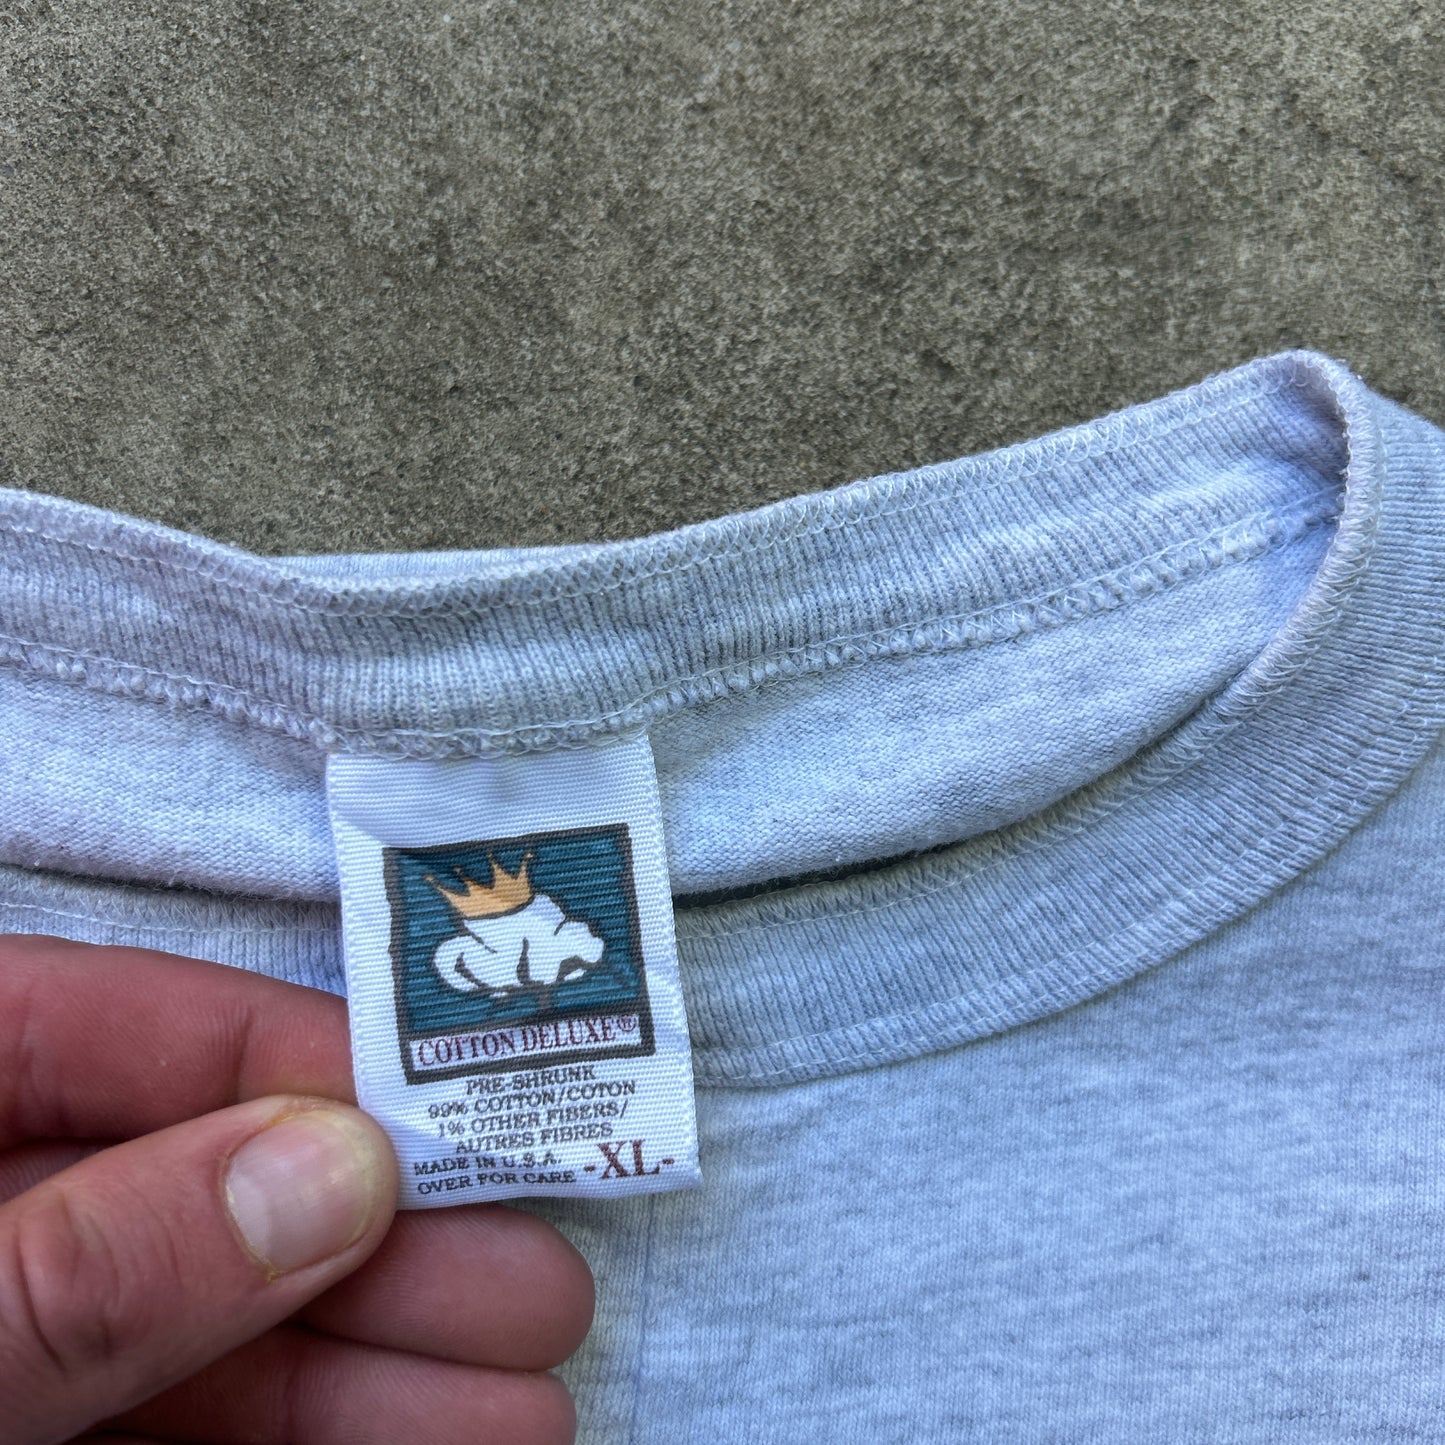 COTTON DELUXE®
PRE-SHRUNK
99% COTTON/COTON
1% OTHER FIBERS/
AUTRES FIBRES
MADE IN U.S.A.
OVER FOR CARE
-XL-